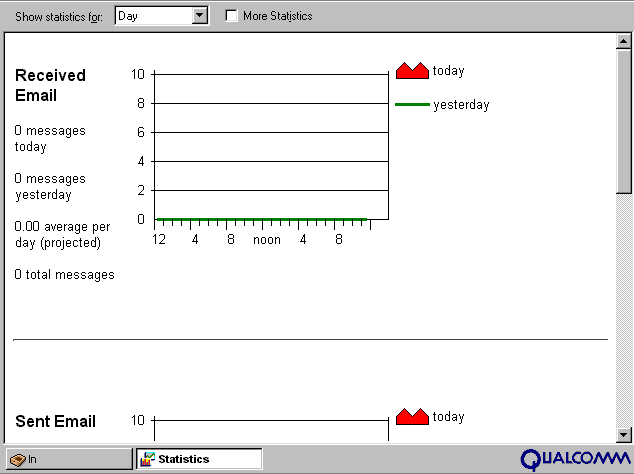 Show statistics for: Day More Statistics
Received
Email
0 messages
today
0 messages
yesterday
0.00 average per
day (projected)
0 total messages
10
8
6
4
2
0
12 4 8 noon 4 8
today
yesterday
Sent Email
10
today
In
Statistics
QUALCOMM